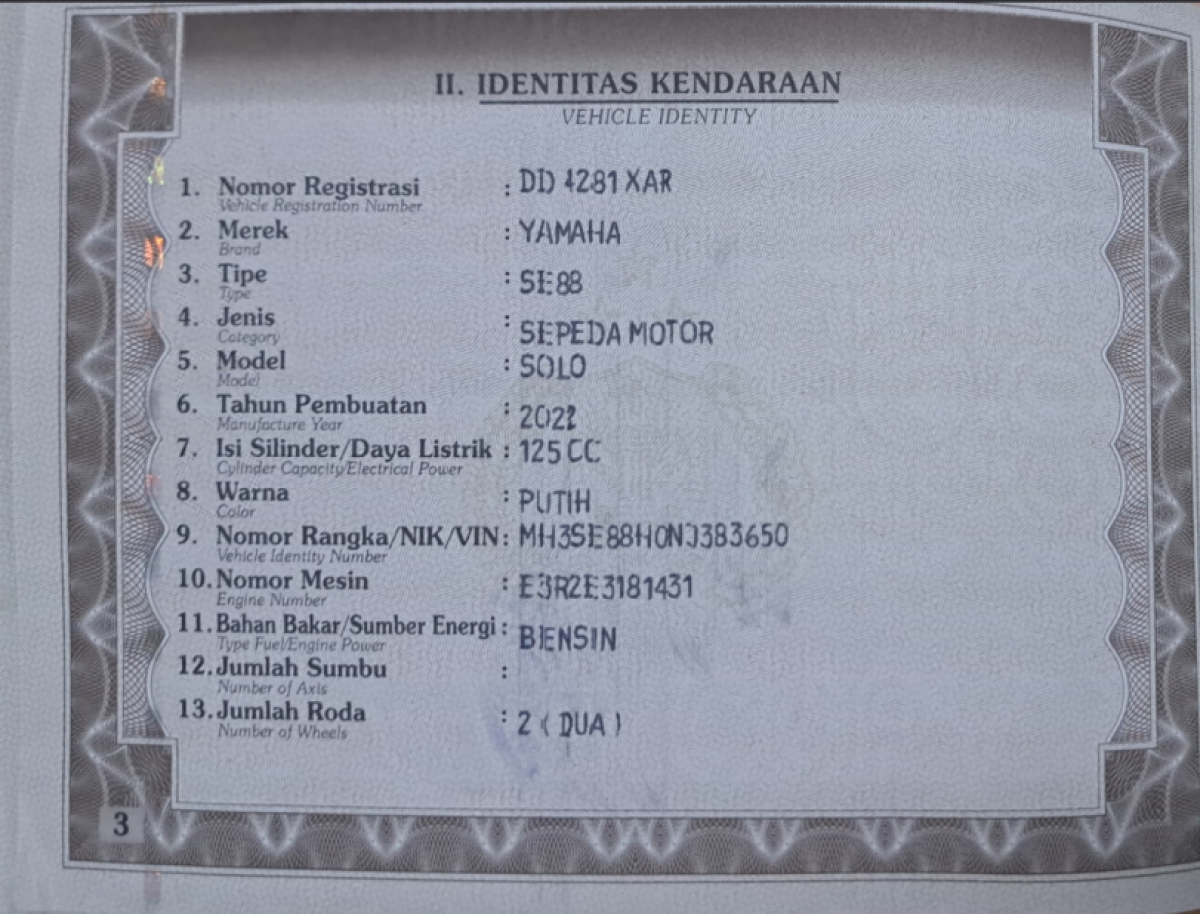 II. IDENTITAS KENDARAAN
VEHICLE IDENTITY
1. Nomor Registrasi : DD 4281 XAR
Vehicle Registration Number
2. Merek : YAMAHA
Brand
3. Tipe : SE88
Type
4. Jenis : SEPEDA MOTOR
Category
5. Model : SOLO
Model
6. Tahun Pembuatan : 2022
Manufacture Year
7. Isi Silinder/Daya Listrik : 125 CC
Cylinder Capacity/Electrical Power
8. Warna : PUTIH
Color
9. Nomor Rangka/NIK/VIN : MH3SE88H0NJ383650
Vehicle Identity Number
10. Nomor Mesin : E3R2E3181431
Engine Number
11. Bahan Bakar/Sumber Energi : BENSIN
Type Fuel/Engine Power
12. Jumlah Sumbu :
Number of Axis
13. Jumlah Roda : 2 ( DUA )
Number of Wheels
3